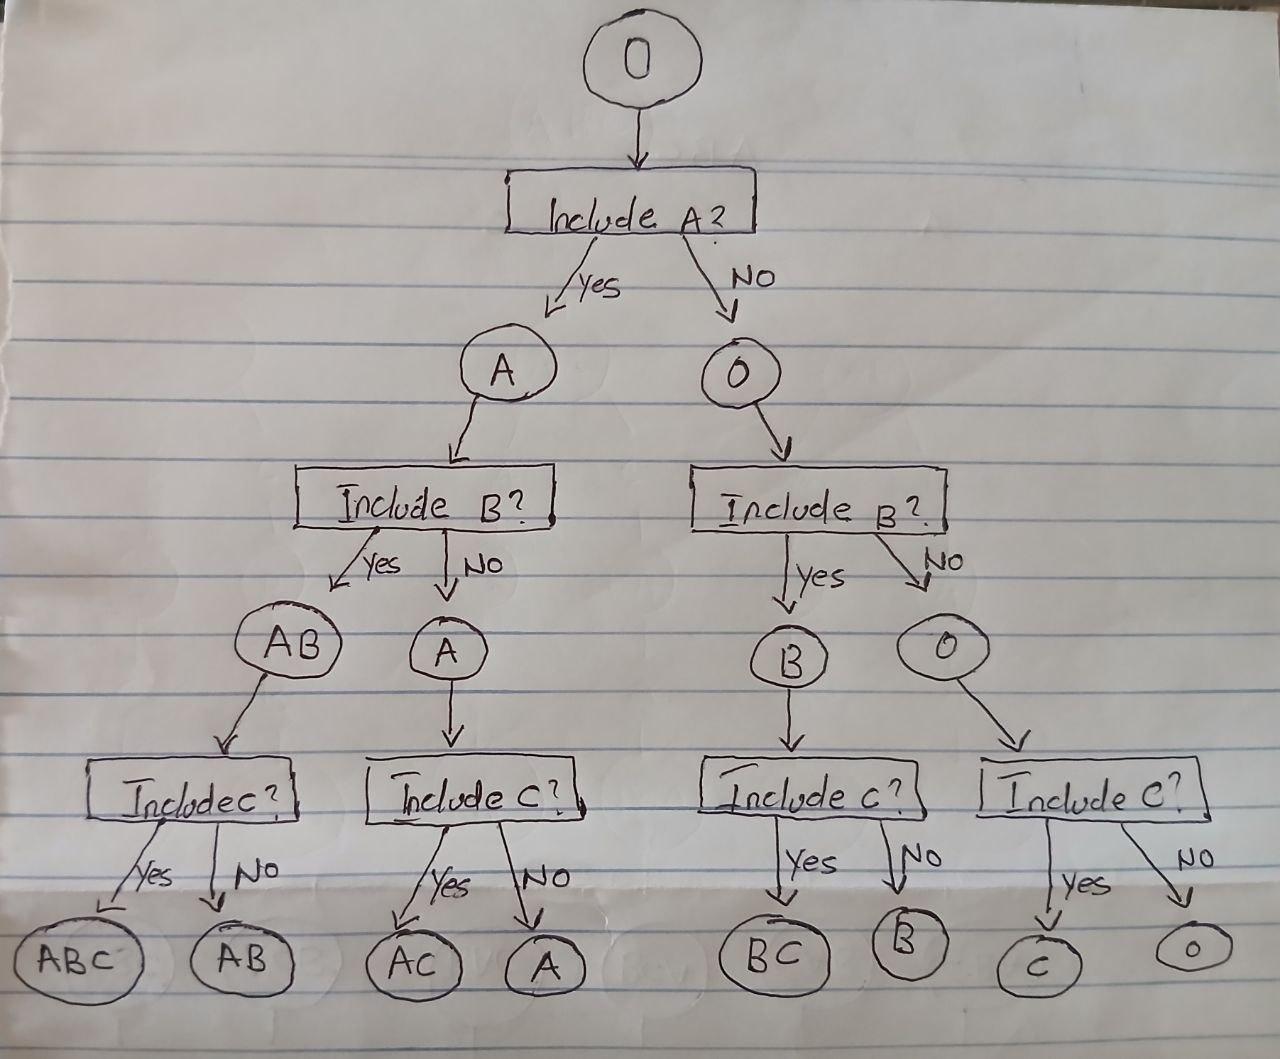 0
Include A?
Yes NO
A 0
Include B? Include B?
Yes NO Yes NO
AB A B 0
Include C? Include C? Include C? Include C?
Yes NO Yes NO Yes NO Yes NO
ABC AB AC A BC B C 0